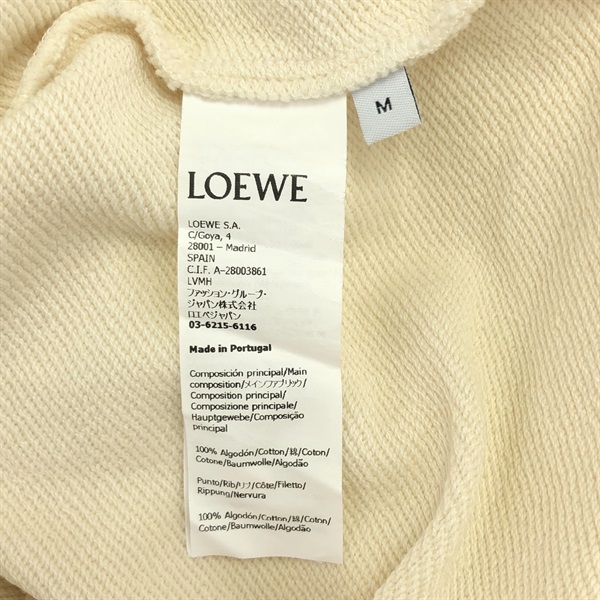 M
LOEWE
LOEWE S.A.
C/Goya, 4
28001 – Madrid
SPAIN
C.I.F. A-28003861
LVMH
ファッション・グループ・
ジャパン株式会社
ロエベジャパン
03-6215-6116
Made in Portugal
Composición principal/Main
composition/メインファブリック/
Composition principal/
Composizione principale/
Hauptgewebe/Composição
principal
100% Algodón/Cotton/綿/Coton/
Cotone/Baumwolle/Algodão
Punto/Rib/リブ/Côte/Filetto/
Rippung/Nervura
100% Algodón/Cotton/綿/Coton/
Cotone/Baumwolle/Algodão